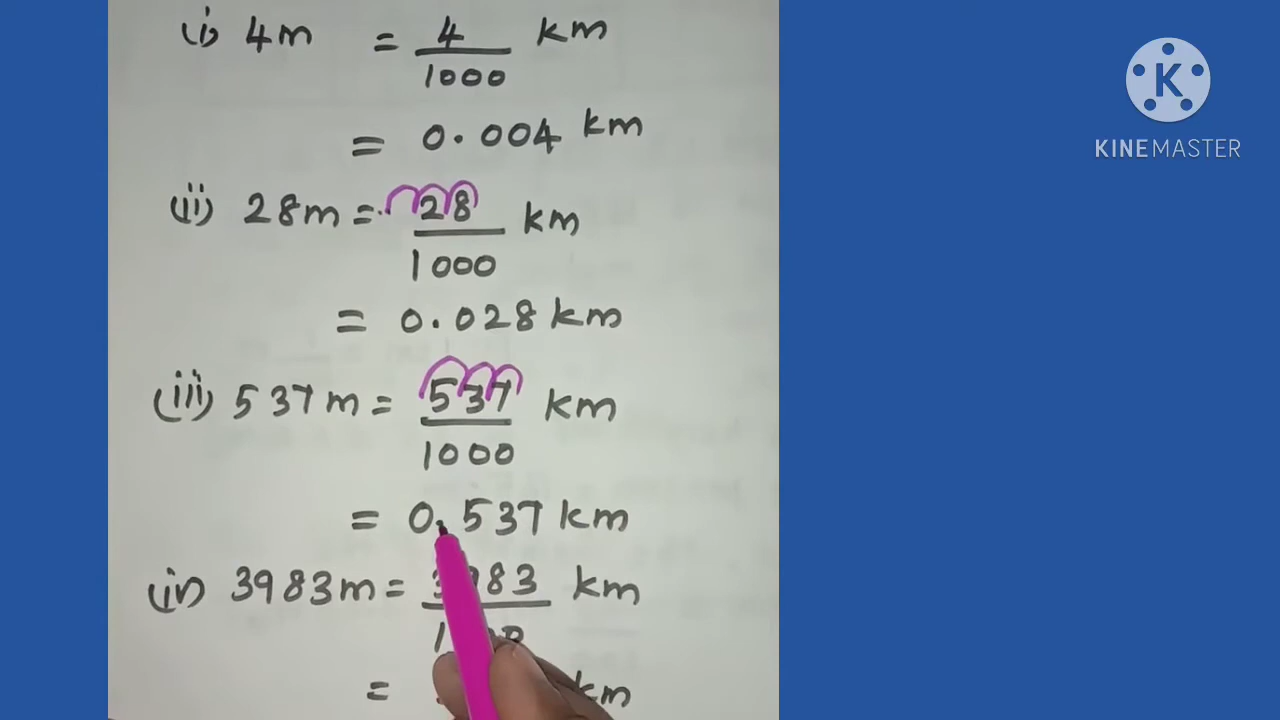 (i) 4m = 4/1000 km
= 0.004 km
(ii) 28m = 28/1000 km
= 0.028 km
(iii) 537m = 537/1000 km
= 0.537 km
(iv) 3983m = 83 km
= km
KINEMASTER